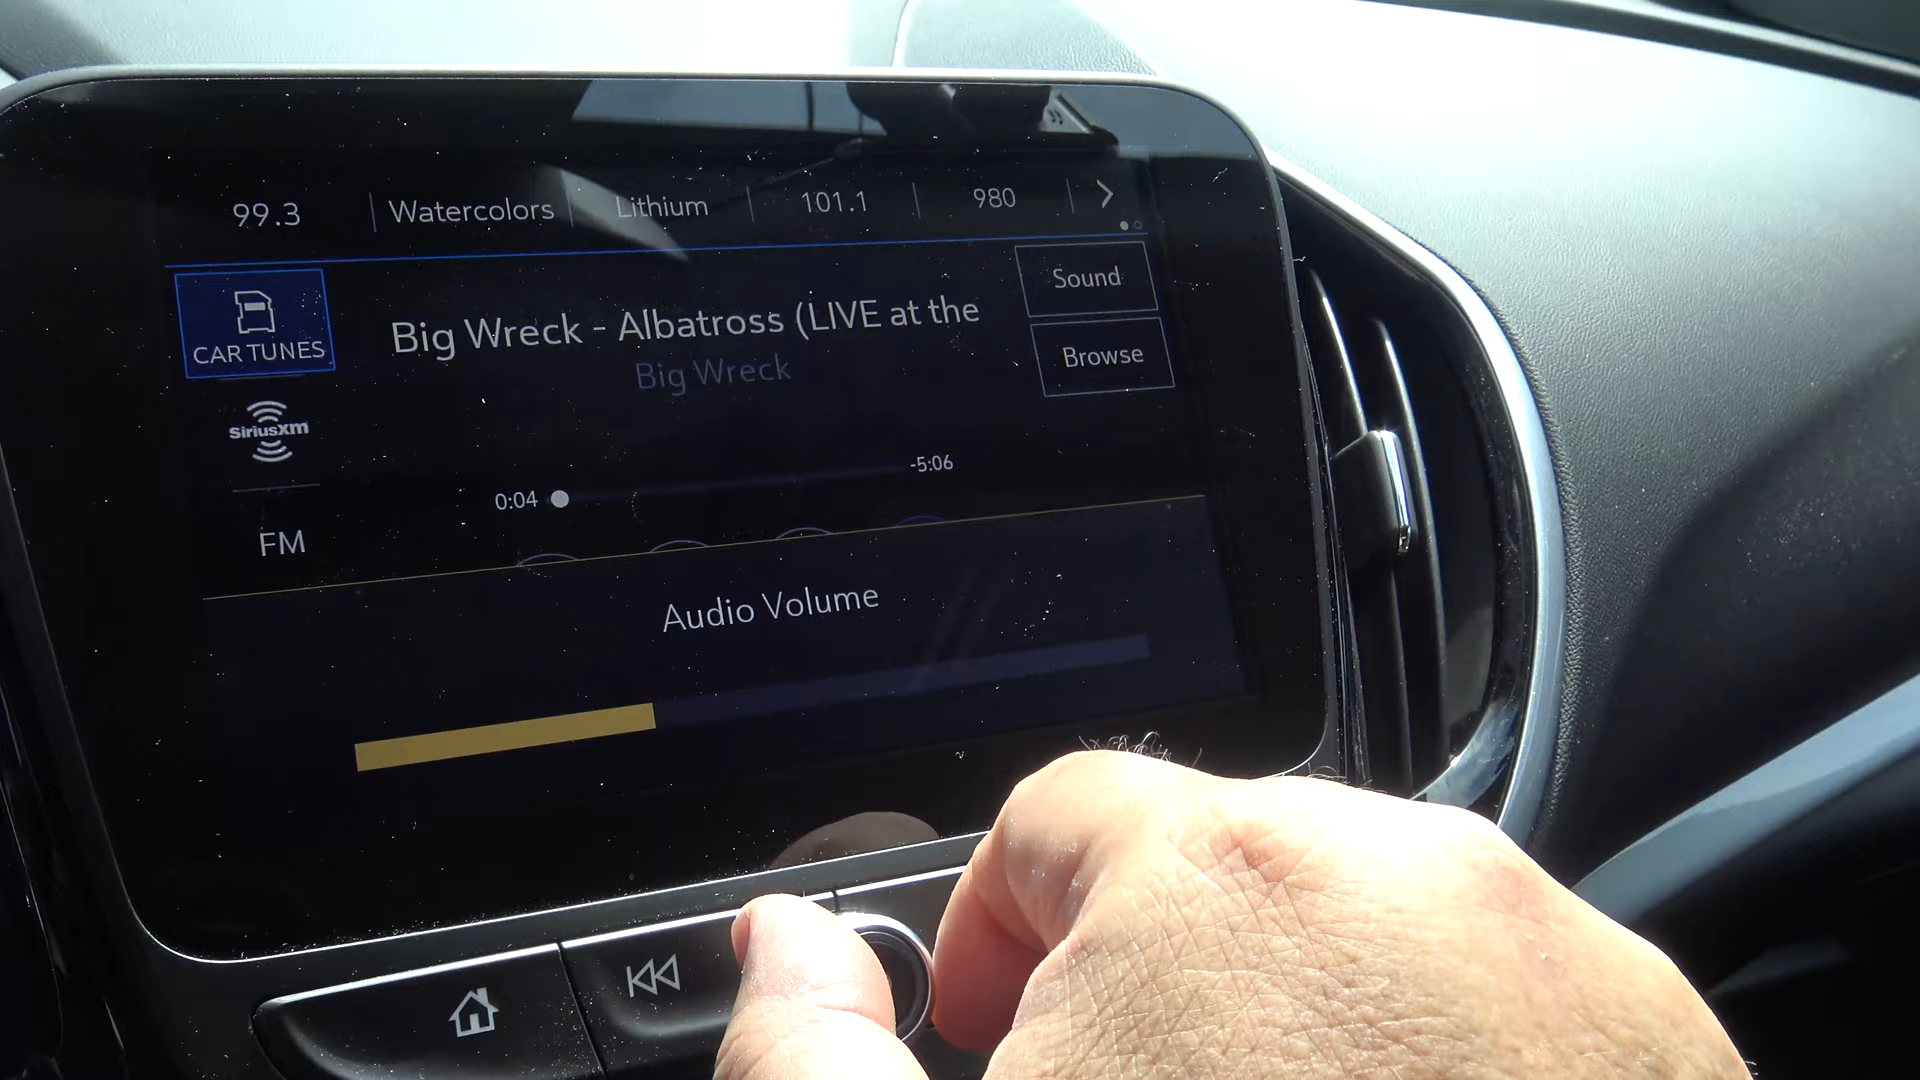 99.3 Watercolors Lithium 101.1 980
Sound
CAR TUNES
Big Wreck - Albatross (LIVE at the
Big Wreck
Browse
SiriusXm
0:04 -5:06
FM
Audio Volume